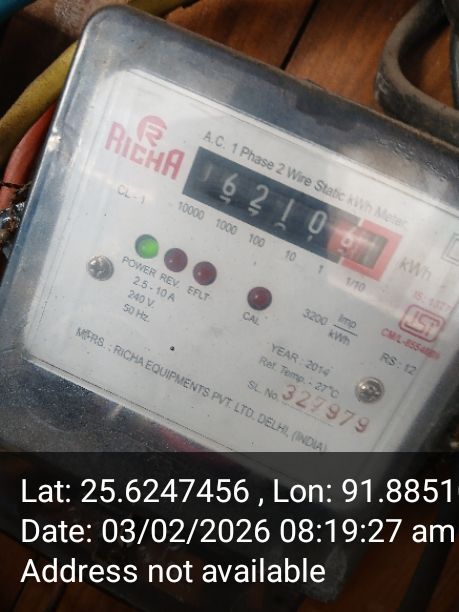 RICHA
A.C. 1 Phase 2 Wire Static kWh Meter
16210
CL-1
10000 1000 100 10 1 1/10
kWh
POWER REV. EFLT
2.5 - 10 A
240 V.
50 Hz.
CAL
3200 Imp
kWh
RS : 12
YEAR : 2014
Ref. Temp. - 27°C
SL. No. 327979
MFRS. : RICHA EQUIPMENTS PVT. LTD. DELHI, (INDIA)
Lat: 25.6247456 , Lon: 91.8851
Date: 03/02/2026 08:19:27 am
Address not available